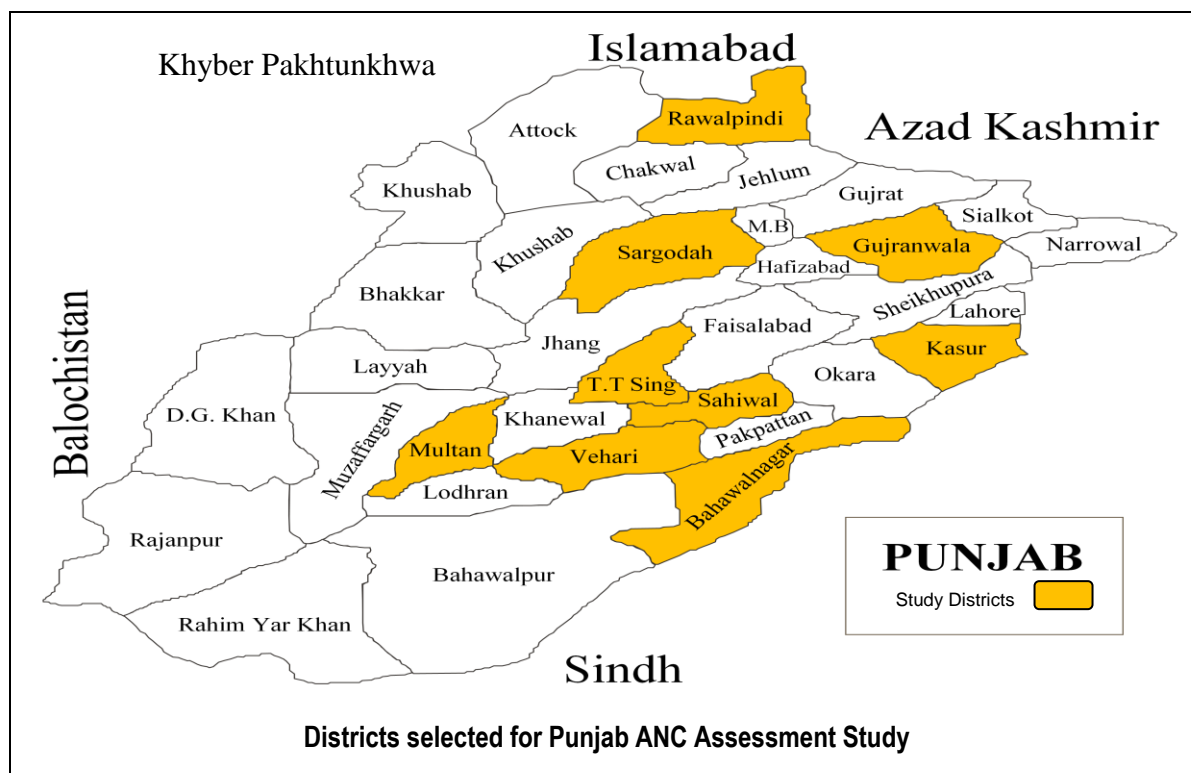 Islamabad
Khyber Pakhtunkhwa
Rawalpindi
Attock
Azad Kashmir
Chakwal
Jehlum
Khushab
Gujrat
Sialkot
M.B
Khushab
Sargodah
Gujranwala
Narrowal
Hafizabad
Bhakkar
Sheikhupura
Lahore
Faisalabad
Jhang
Kasur
Layyah
Okara
T.T Sing
Balochistan
Sahiwal
D.G. Khan
Khanewal
Muzaffargarh
Pakpattan
Multan
Vehari
Lodhran
Bahawalnagar
Rajanpur
PUNJAB
Bahawalpur
Study Districts
Rahim Yar Khan
Sindh
Districts selected for Punjab ANC Assessment Study